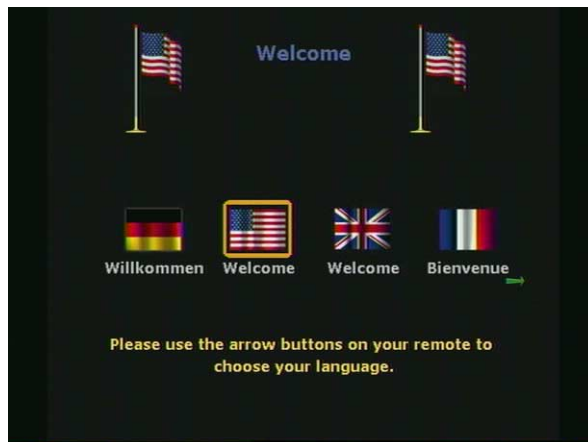 Welcome
Willkommen
Welcome
Welcome
Bienvenue
Please use the arrow buttons on your remote to
choose your language.